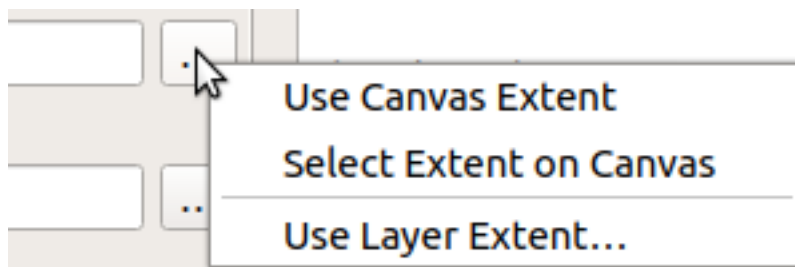 Use Canvas Extent
Select Extent on Canvas
Use Layer Extent…